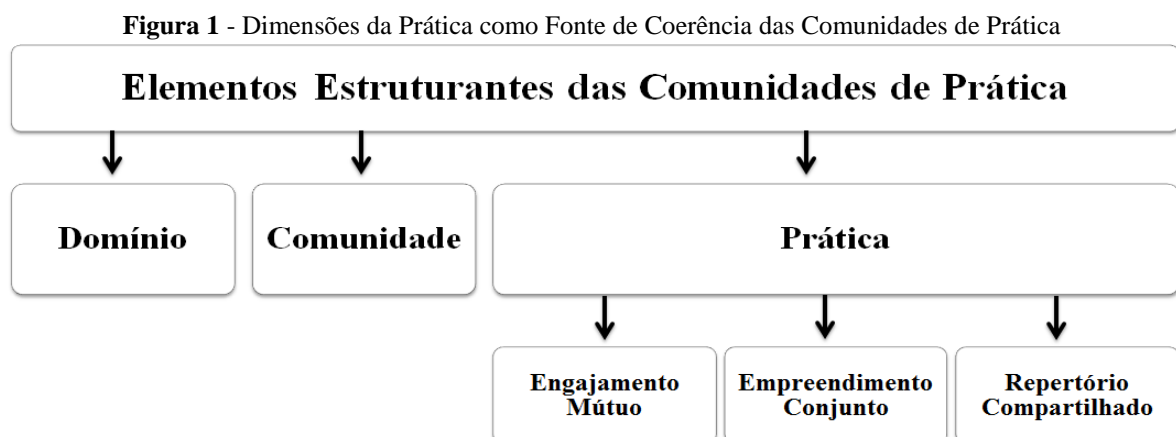 Figura 1 - Dimensões da Prática como Fonte de Coerência das Comunidades de Prática
Elementos Estruturantes das Comunidades de Prática
Domínio
Comunidade
Prática
Engajamento
Mútuo
Empreendimento
Conjunto
Repertório
Compartilhado